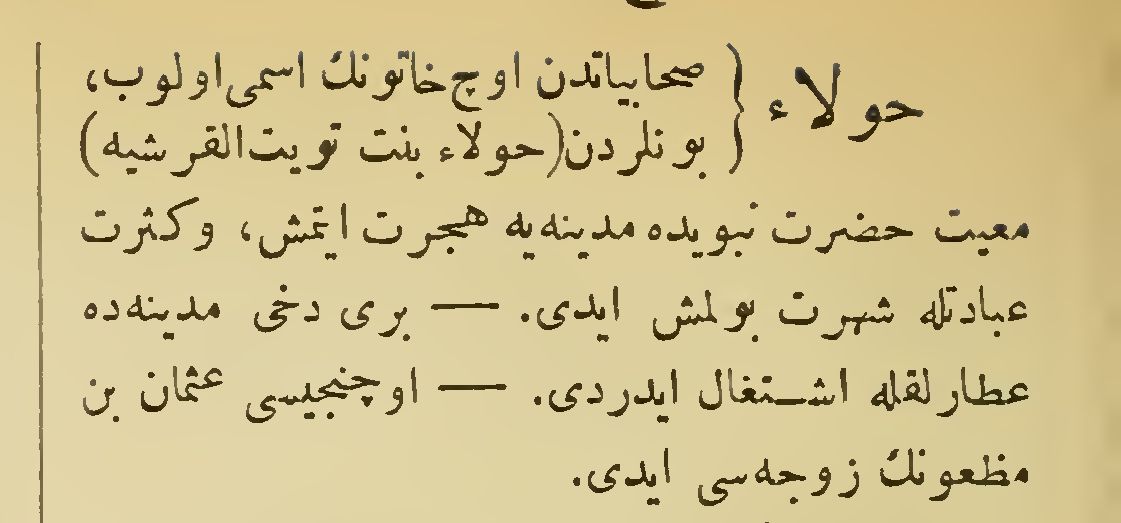 حولاء } صحابیاتدن اوچ خاتونڭ اسمی اولوب،
بونلردن (حولاء بنت تویت القرشیه)
معیت حضرت نبویده مدینه‌یه هجرت ایتمش، وکثرت
عبادتله شهرت بولمش ایدی. — بری دخی مدینه‌ده
عطارلقله اشتغال ایدردی. — اوچنجیسی عثمان بن
مظعونڭ زوجه‌سی ایدی.